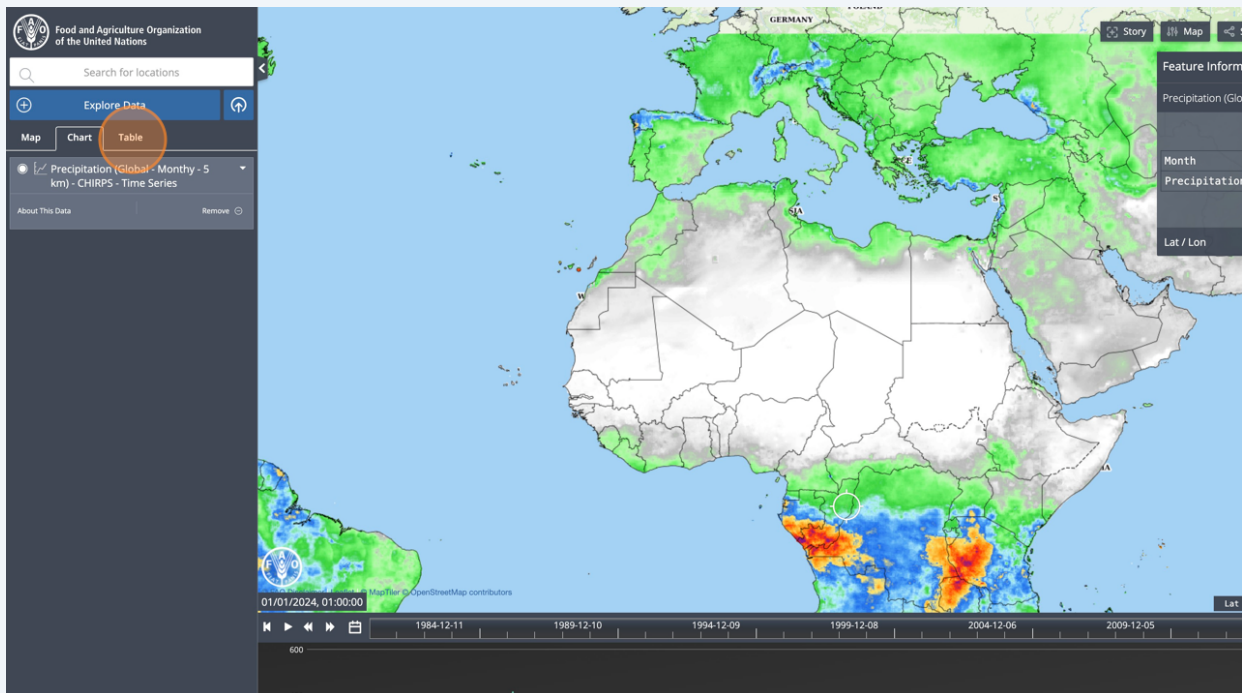 Food and Agriculture Organization
of the United Nations
Search for locations
Explore Data
Map
Chart
Table
Precipitation (Global - Monthy - 5
km) - CHIRPS - Time Series
About This Data
Remove
GERMANY
Story
Map
Feature Inform
Precipitation (Glo
Month
Precipitation
Lat / Lon
© MapTiler © OpenStreetMap contributors
01/01/2024, 01:00:00
Lat
1984-12-11
1989-12-10
1994-12-09
1999-12-08
2004-12-06
2009-12-05
600